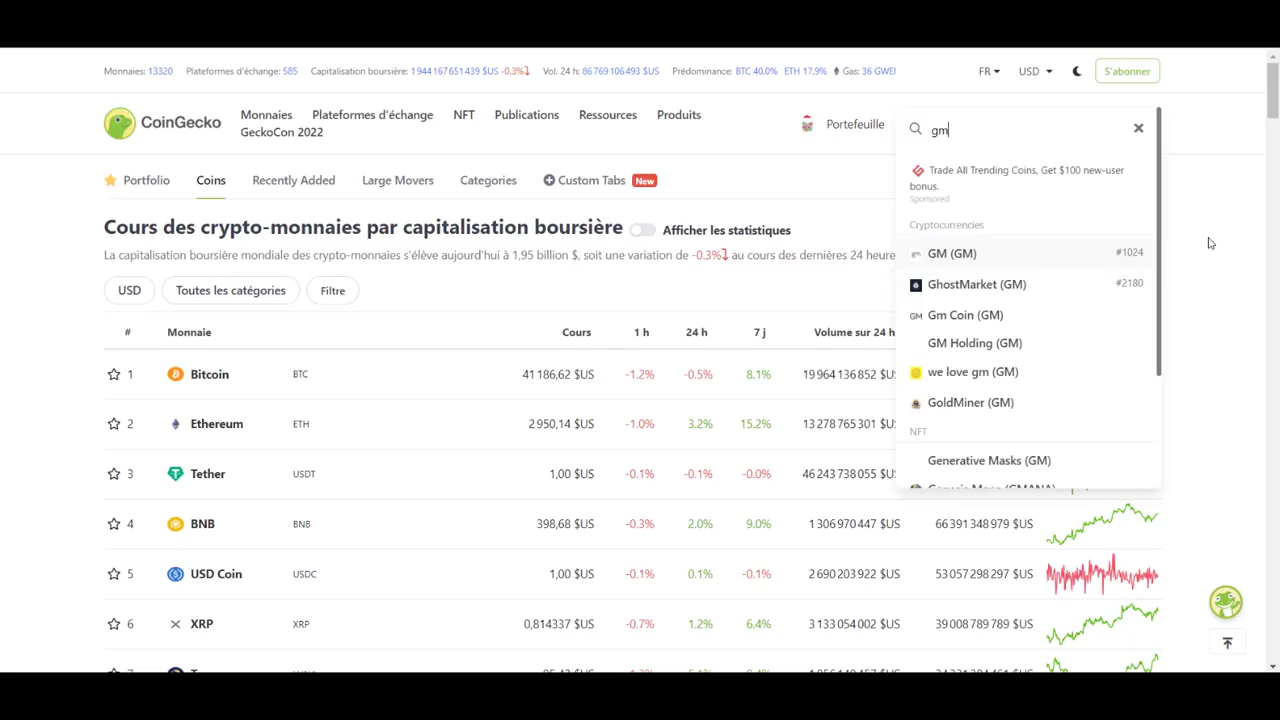 Monnaies: 13320 Plateformes d'échange: 585 Capitalisation boursière: 1 944 167 651 439 $US -0.3% Vol. 24 h: 86 769 106 493 $US Prédominance: BTC 40.0% ETH 17.9% Gas: 36 GWEI FR USD S'abonner
CoinGecko Monnaies Plateformes d'échange NFT Publications Ressources Produits
GeckoCon 2022
Portefeuille
gm
Trade All Trending Coins, Get $100 new-user
bonus.
Sponsored
Cryptocurrencies
GM (GM) #1024
GhostMarket (GM) #2180
GM Gm Coin (GM)
GM Holding (GM)
we love gm (GM)
GoldMiner (GM)
NFT
Generative Masks (GM)
Portfolio Coins Recently Added Large Movers Categories Custom Tabs New
Cours des crypto-monnaies par capitalisation boursière Afficher les statistiques
La capitalisation boursière mondiale des crypto-monnaies s'élève aujourd'hui à 1,95 billion $, soit une variation de -0.3% au cours des dernières 24 heure
USD Toutes les catégories Filtre
# Monnaie Cours 1 h 24 h 7 j Volume sur 24 h
1 Bitcoin BTC 41 186,62 $US -1.2% -0.5% 8.1% 19 964 136 852 $U
2 Ethereum ETH 2 950,14 $US -1.0% 3.2% 15.2% 13 278 765 301 $U
3 Tether USDT 1,00 $US -0.1% -0.1% -0.0% 46 243 738 055 $U
4 BNB BNB 398,68 $US -0.3% 2.0% 9.0% 1 306 970 447 $US 66 391 348 979 $US
5 USD Coin USDC 1,00 $US -0.1% 0.1% -0.1% 2 690 203 922 $US 53 057 298 297 $US
6 XRP XRP 0,814337 $US -0.7% 1.2% 6.4% 3 133 054 002 $US 39 008 789 789 $US